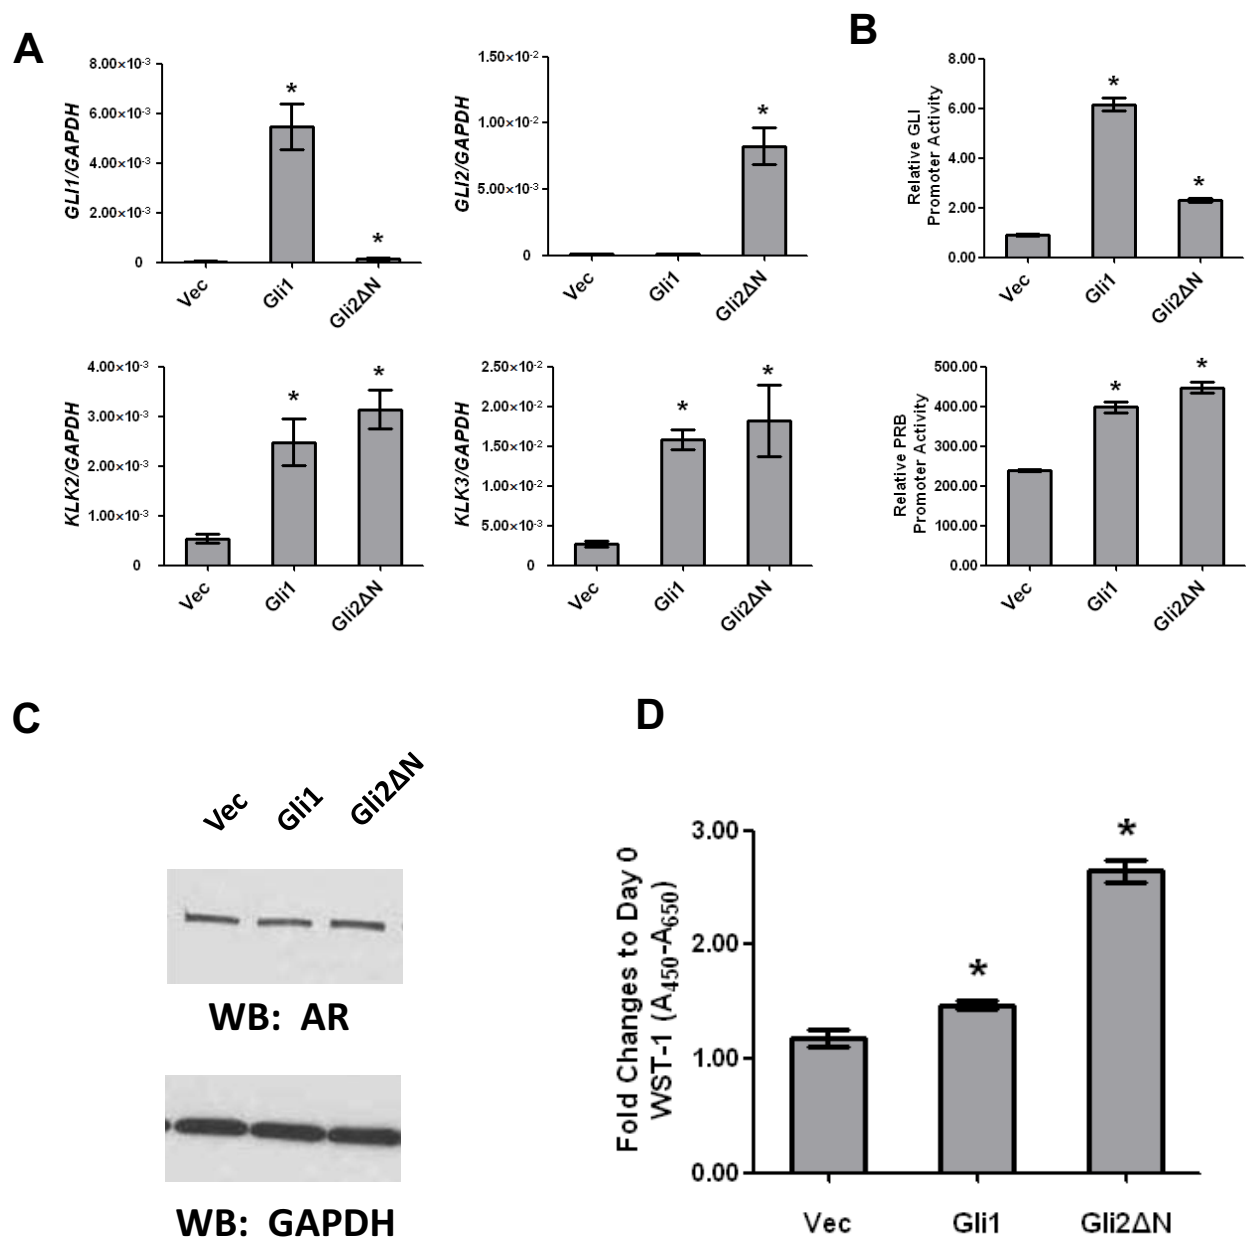 A
GLI1/GAPDH
8.00×10⁻³
6.00×10⁻³
4.00×10⁻³
2.00×10⁻³
0
*
*
Vec
Gli1
Gli2ΔN
GLI2/GAPDH
1.50×10⁻²
1.00×10⁻²
5.00×10⁻³
0
*
Vec
Gli1
Gli2ΔN
KLK2/GAPDH
4.00×10⁻³
3.00×10⁻³
2.00×10⁻³
1.00×10⁻³
0
*
*
Vec
Gli1
Gli2ΔN
KLK3/GAPDH
2.50×10⁻²
2.00×10⁻²
1.50×10⁻²
1.00×10⁻²
5.00×10⁻³
0
*
*
Vec
Gli1
Gli2ΔN
B
Relative GLI
Promoter Activity
8.00
6.00
4.00
2.00
0.00
*
*
Vec
Gli1
Gli2ΔN
Relative PRB
Promoter Activity
500.00
400.00
300.00
200.00
100.00
0.00
*
*
Vec
Gli1
Gli2ΔN
C
Vec
Gli1
Gli2ΔN
WB: AR
WB: GAPDH
D
Fold Changes to Day 0
WST-1 (A₄₅₀-A₆₅₀)
3.00
2.00
1.00
0.00
*
*
Vec
Gli1
Gli2ΔN